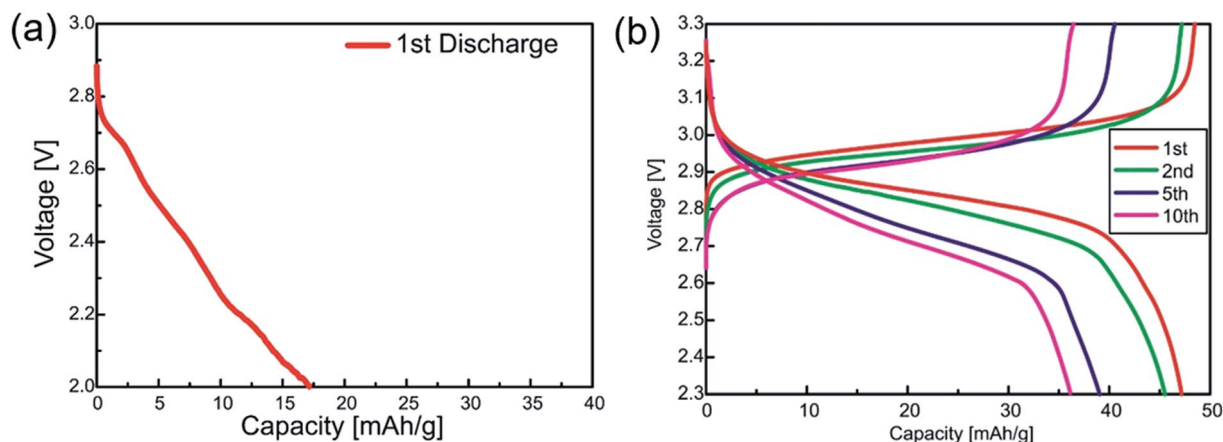 (a)
1st Discharge
Voltage [V]
3.0
2.8
2.6
2.4
2.2
2.0
0 5 10 15 20 25 30 35 40
Capacity [mAh/g]
(b)
1st
2nd
5th
10th
Voltage [V]
3.3
3.2
3.1
3.0
2.9
2.8
2.7
2.6
2.5
2.4
2.3
0 10 20 30 40 50
Capacity [mAh/g]